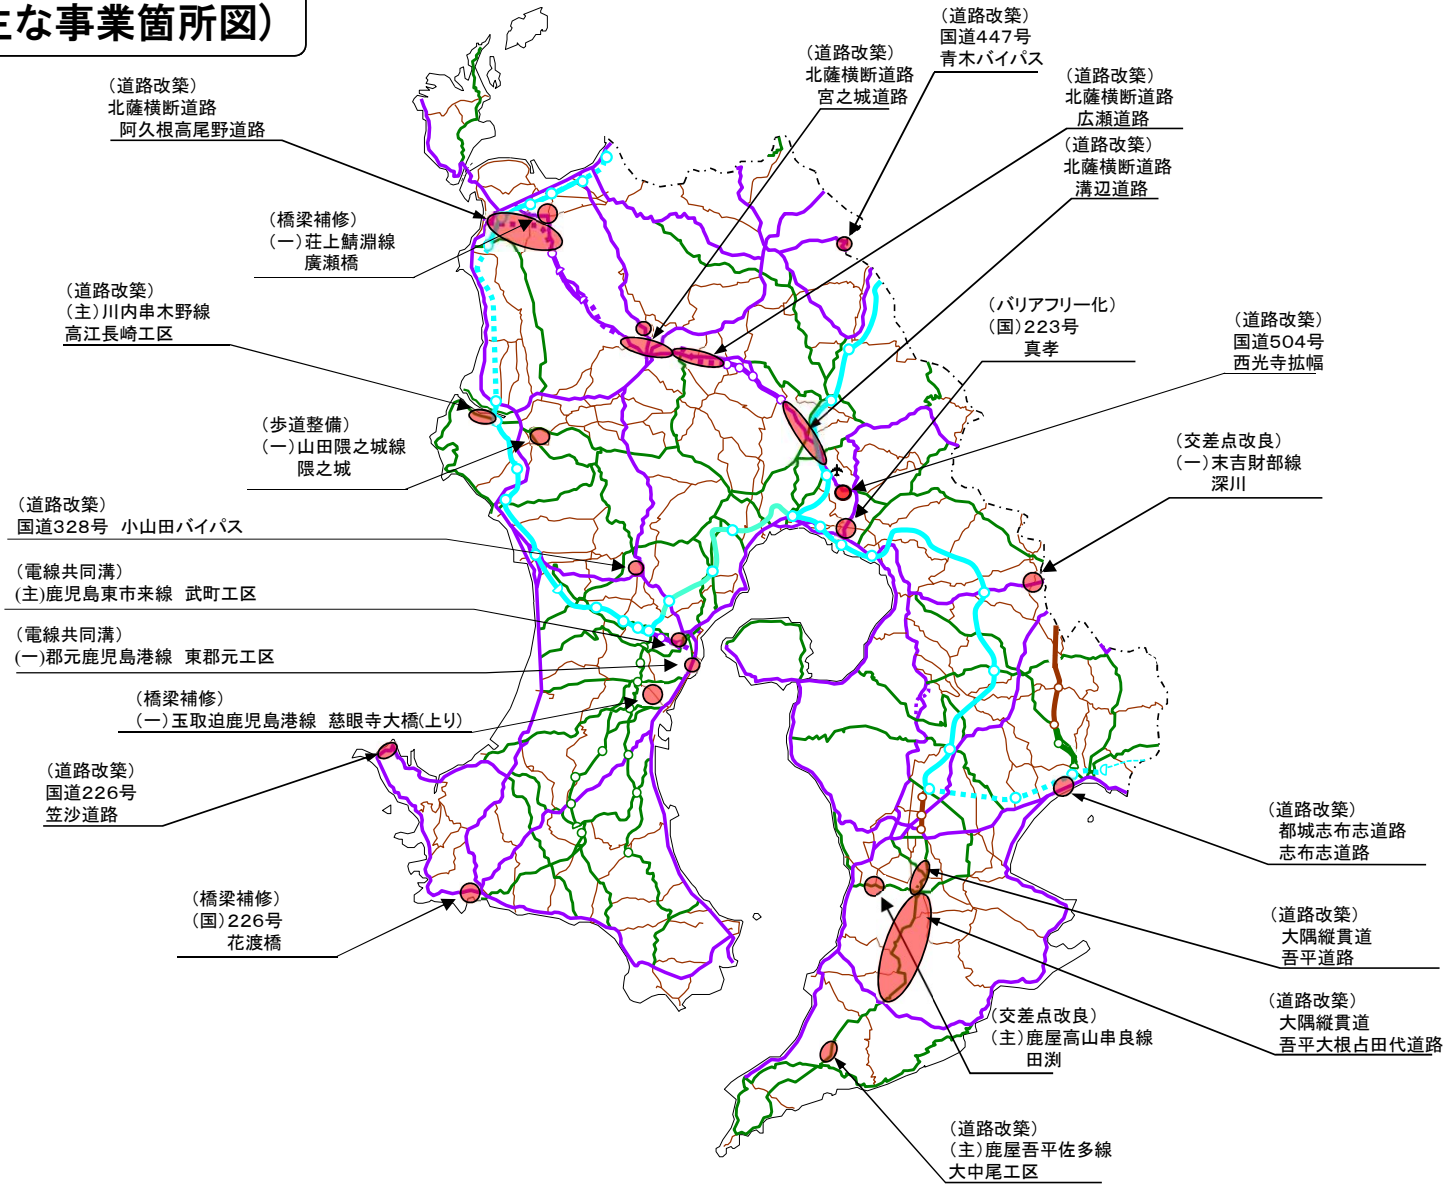 主な事業箇所図)
(道路改築)
北薩横断道路
阿久根高尾野道路
(道路改築)
北薩横断道路
宮之城道路
(道路改築)
国道447号
青木バイパス
(道路改築)
北薩横断道路
広瀬道路
(道路改築)
北薩横断道路
溝辺道路
(橋梁補修)
(一)荘上鯖淵線
廣瀬橋
(道路改築)
(主)川内串木野線
高江長崎工区
(バリアフリー化)
(国)223号
真孝
(道路改築)
国道504号
西光寺拡幅
(歩道整備)
(一)山田隈之城線
隈之城
(交差点改良)
(一)末吉財部線
深川
(道路改築)
国道328号 小山田バイパス
(電線共同溝)
(主)鹿児島東市来線 武町工区
(電線共同溝)
(一)郡元鹿児島港線 東郡元工区
(橋梁補修)
(一)玉取迫鹿児島港線 慈眼寺大橋(上り)
(道路改築)
国道226号
笠沙道路
(道路改築)
都城志布志道路
志布志道路
(橋梁補修)
(国)226号
花渡橋
(道路改築)
大隅縦貫道
吾平道路
(道路改築)
大隅縦貫道
吾平大根占田代道路
(交差点改良)
(主)鹿屋高山串良線
田渕
(道路改築)
(主)鹿屋吾平佐多線
大中尾工区